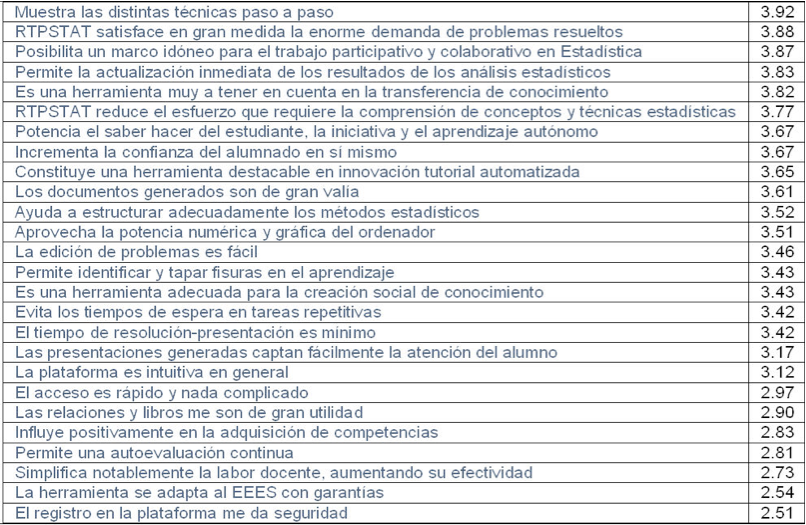 Muestra las distintas técnicas paso a paso 3.92
RTPSTAT satisface en gran medida la enorme demanda de problemas resueltos 3.88
Posibilita un marco idóneo para el trabajo participativo y colaborativo en Estadística 3.87
Permite la actualización inmediata de los resultados de los análisis estadísticos 3.83
Es una herramienta muy a tener en cuenta en la transferencia de conocimiento 3.82
RTPSTAT reduce el esfuerzo que requiere la comprensión de conceptos y técnicas estadísticas 3.77
Potencia el saber hacer del estudiante, la iniciativa y el aprendizaje autónomo 3.67
Incrementa la confianza del alumnado en sí mismo 3.67
Constituye una herramienta destacable en innovación tutorial automatizada 3.65
Los documentos generados son de gran valía 3.61
Ayuda a estructurar adecuadamente los métodos estadísticos 3.52
Aprovecha la potencia numérica y gráfica del ordenador 3.51
La edición de problemas es fácil 3.46
Permite identificar y tapar fisuras en el aprendizaje 3.43
Es una herramienta adecuada para la creación social de conocimiento 3.43
Evita los tiempos de espera en tareas repetitivas 3.42
El tiempo de resolución-presentación es mínimo 3.42
Las presentaciones generadas captan fácilmente la atención del alumno 3.17
La plataforma es intuitiva en general 3.12
El acceso es rápido y nada complicado 2.97
Las relaciones y libros me son de gran utilidad 2.90
Influye positivamente en la adquisición de competencias 2.83
Permite una autoevaluación continua 2.81
Simplifica notablemente la labor docente, aumentando su efectividad 2.73
La herramienta se adapta al EEES con garantías 2.54
El registro en la plataforma me da seguridad 2.51